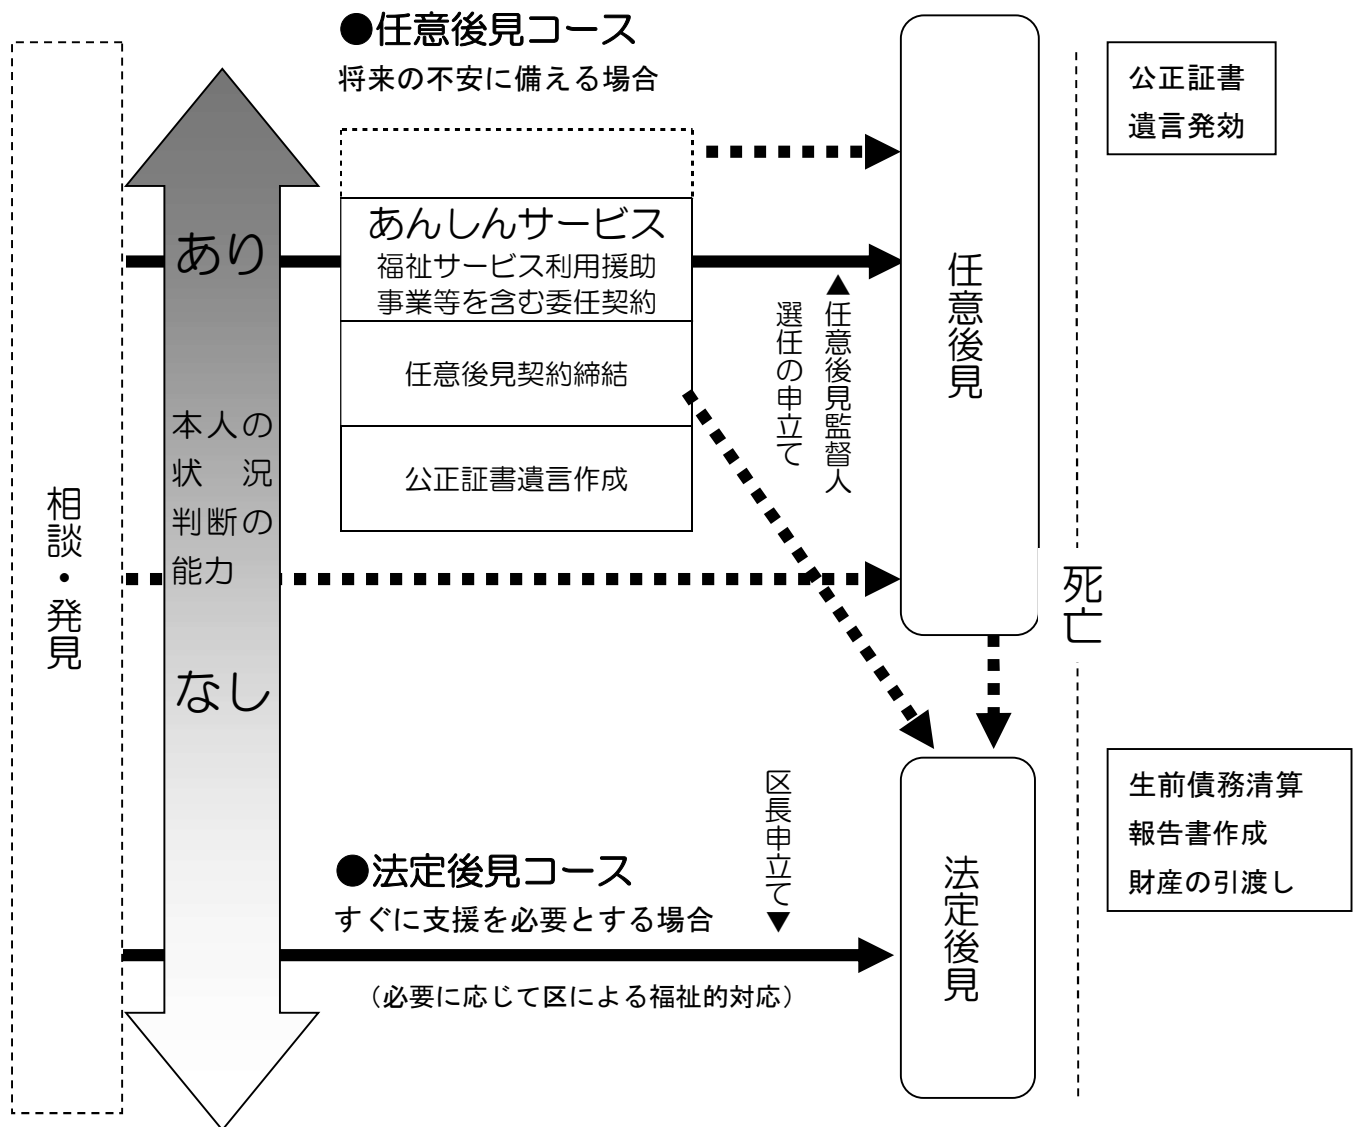 ●任意後見コース
将来の不安に備える場合
公正証書
遺言発効
あんしんサービス
福祉サービス利用援助
事業等を含む委任契約
任意後見契約締結
公正証書遺言作成
あり
本人の
状　況
判断の
能力
なし
相談・発見
▲任意後見監督人
選任の申立て
任意後見
死亡
区長申立て▼
●法定後見コース
すぐに支援を必要とする場合
（必要に応じて区による福祉的対応）
法定後見
生前債務清算
報告書作成
財産の引渡し